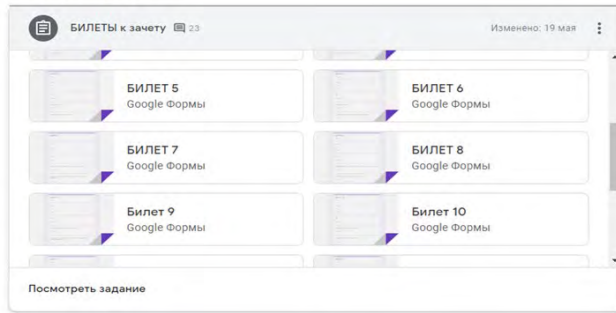 БИЛЕТЫ к зачету 23 Изменено: 19 мая
БИЛЕТ 5 БИЛЕТ 6
Google Формы Google Формы
БИЛЕТ 7 БИЛЕТ 8
Google Формы Google Формы
Билет 9 Билет 10
Google Формы Google Формы
Посмотреть задание